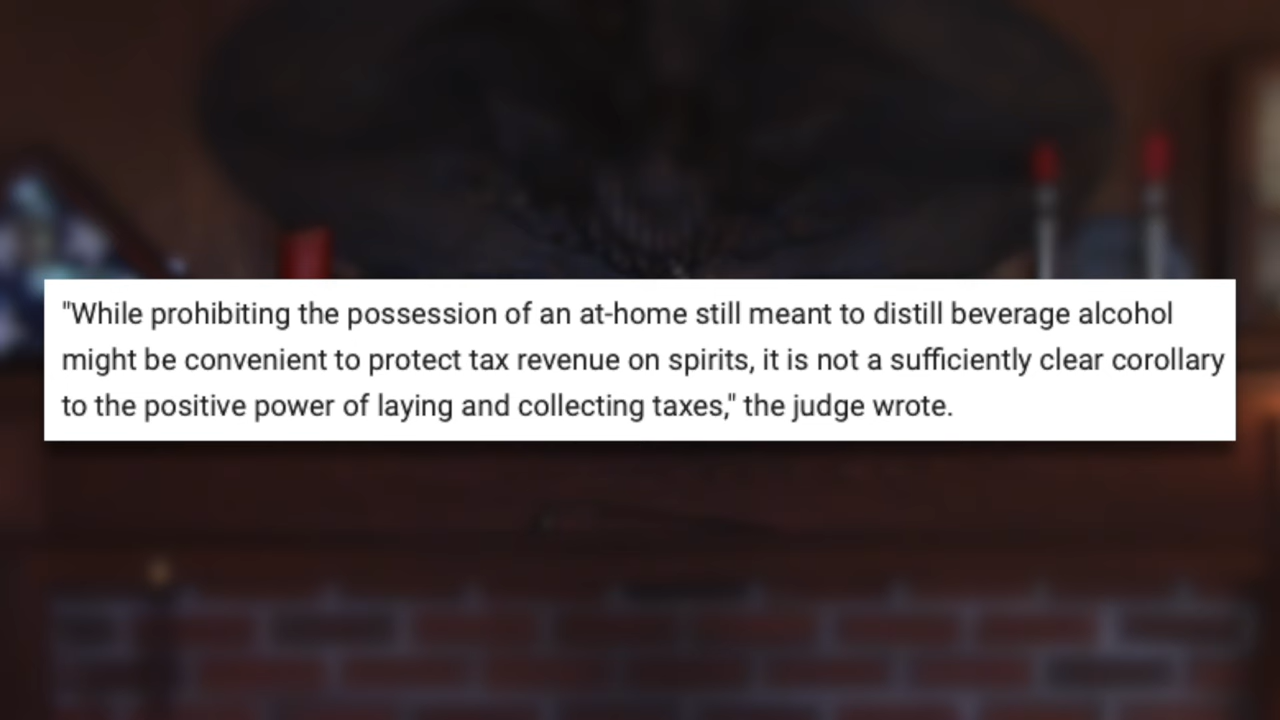 "While prohibiting the possession of an at-home still meant to distill beverage alcohol
might be convenient to protect tax revenue on spirits, it is not a sufficiently clear corollary
to the positive power of laying and collecting taxes," the judge wrote.